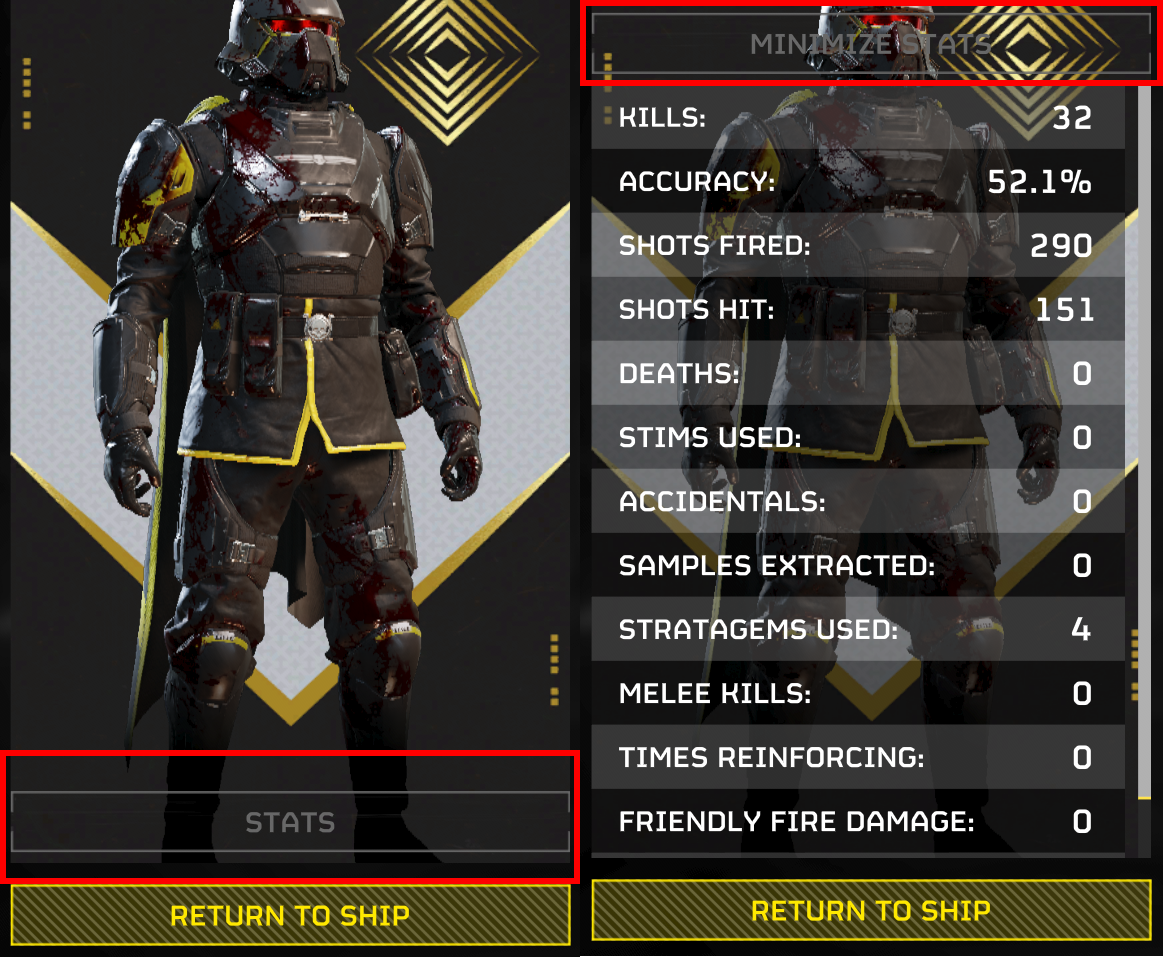 STATS
RETURN TO SHIP
MINIMIZE STATS
KILLS: 32
ACCURACY: 52.1%
SHOTS FIRED: 290
SHOTS HIT: 151
DEATHS: 0
STIMS USED: 0
ACCIDENTALS: 0
SAMPLES EXTRACTED: 0
STRATAGEMS USED: 4
MELEE KILLS: 0
TIMES REINFORCING: 0
FRIENDLY FIRE DAMAGE: 0
RETURN TO SHIP